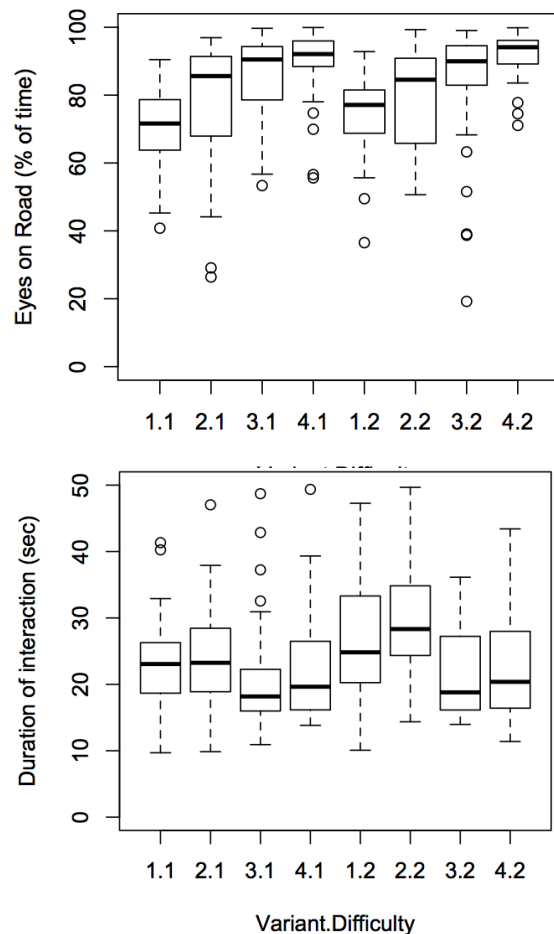 Eyes on Road (% of time)
100
80
60
40
20
0
1.1 2.1 3.1 4.1 1.2 2.2 3.2 4.2
Duration of interaction (sec)
50
40
30
20
10
0
1.1 2.1 3.1 4.1 1.2 2.2 3.2 4.2
Variant.Difficulty